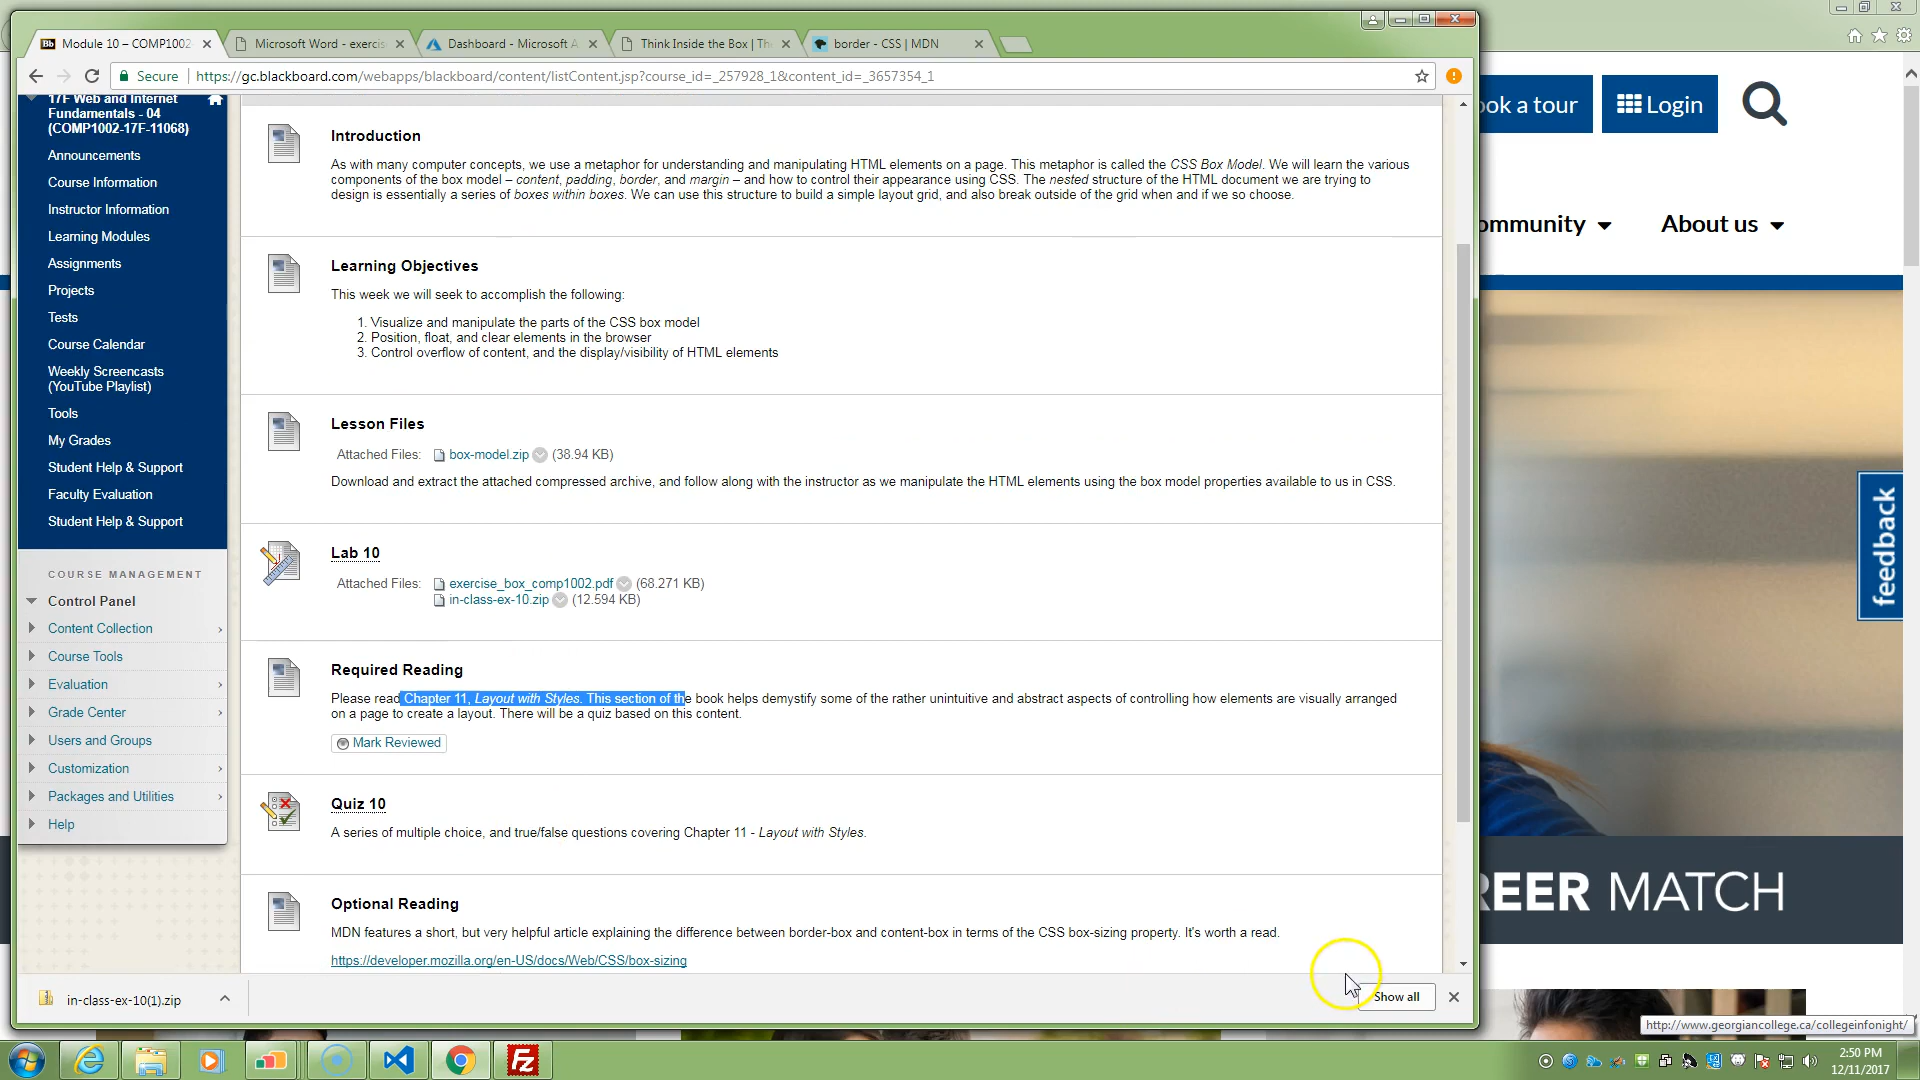 Module 10 – COMP1002
Microsoft Word - exercis
Dashboard - Microsoft A
Think Inside the Box | The
border - CSS | MDN
Secure
https://gc.blackboard.com/webapps/blackboard/content/listContent.jsp?course_id=_257928_1&content_id=_3657354_1
17F Web and Internet
Fundamentals - 04
(COMP1002-17F-11068)
Announcements
Course Information
Instructor Information
Learning Modules
Assignments
Projects
Tests
Course Calendar
Weekly Screencasts
(YouTube Playlist)
Tools
My Grades
Student Help & Support
Faculty Evaluation
Student Help & Support
COURSE MANAGEMENT
Control Panel
Content Collection
Course Tools
Evaluation
Grade Center
Users and Groups
Customization
Packages and Utilities
Help
Introduction
As with many computer concepts, we use a metaphor for understanding and manipulating HTML elements on a page. This metaphor is called the CSS Box Model. We will learn the various
components of the box model – content, padding, border, and margin – and how to control their appearance using CSS. The nested structure of the HTML document we are trying to
design is essentially a series of boxes within boxes. We can use this structure to build a simple layout grid, and also break outside of the grid when and if we so choose.
Learning Objectives
This week we will seek to accomplish the following:
1. Visualize and manipulate the parts of the CSS box model
2. Position, float, and clear elements in the browser
3. Control overflow of content, and the display/visibility of HTML elements
Lesson Files
Attached Files: box-model.zip (38.94 KB)
Download and extract the attached compressed archive, and follow along with the instructor as we manipulate the HTML elements using the box model properties available to us in CSS.
Lab 10
Attached Files: exercise_box_comp1002.pdf (68.271 KB)
in-class-ex-10.zip (12.594 KB)
Required Reading
Please read Chapter 11, Layout with Styles. This section of the book helps demystify some of the rather unintuitive and abstract aspects of controlling how elements are visually arranged
on a page to create a layout. There will be a quiz based on this content.
Mark Reviewed
Quiz 10
A series of multiple choice, and true/false questions covering Chapter 11 - Layout with Styles.
Optional Reading
MDN features a short, but very helpful article explaining the difference between border-box and content-box in terms of the CSS box-sizing property. It's worth a read.
https://developer.mozilla.org/en-US/docs/Web/CSS/box-sizing
in-class-ex-10(1).zip
Show all
ook a tour
Login
ommunity
About us
feedback
REER MATCH
http://www.georgiancollege.ca/collegeinfonight/
2:50 PM
12/11/2017